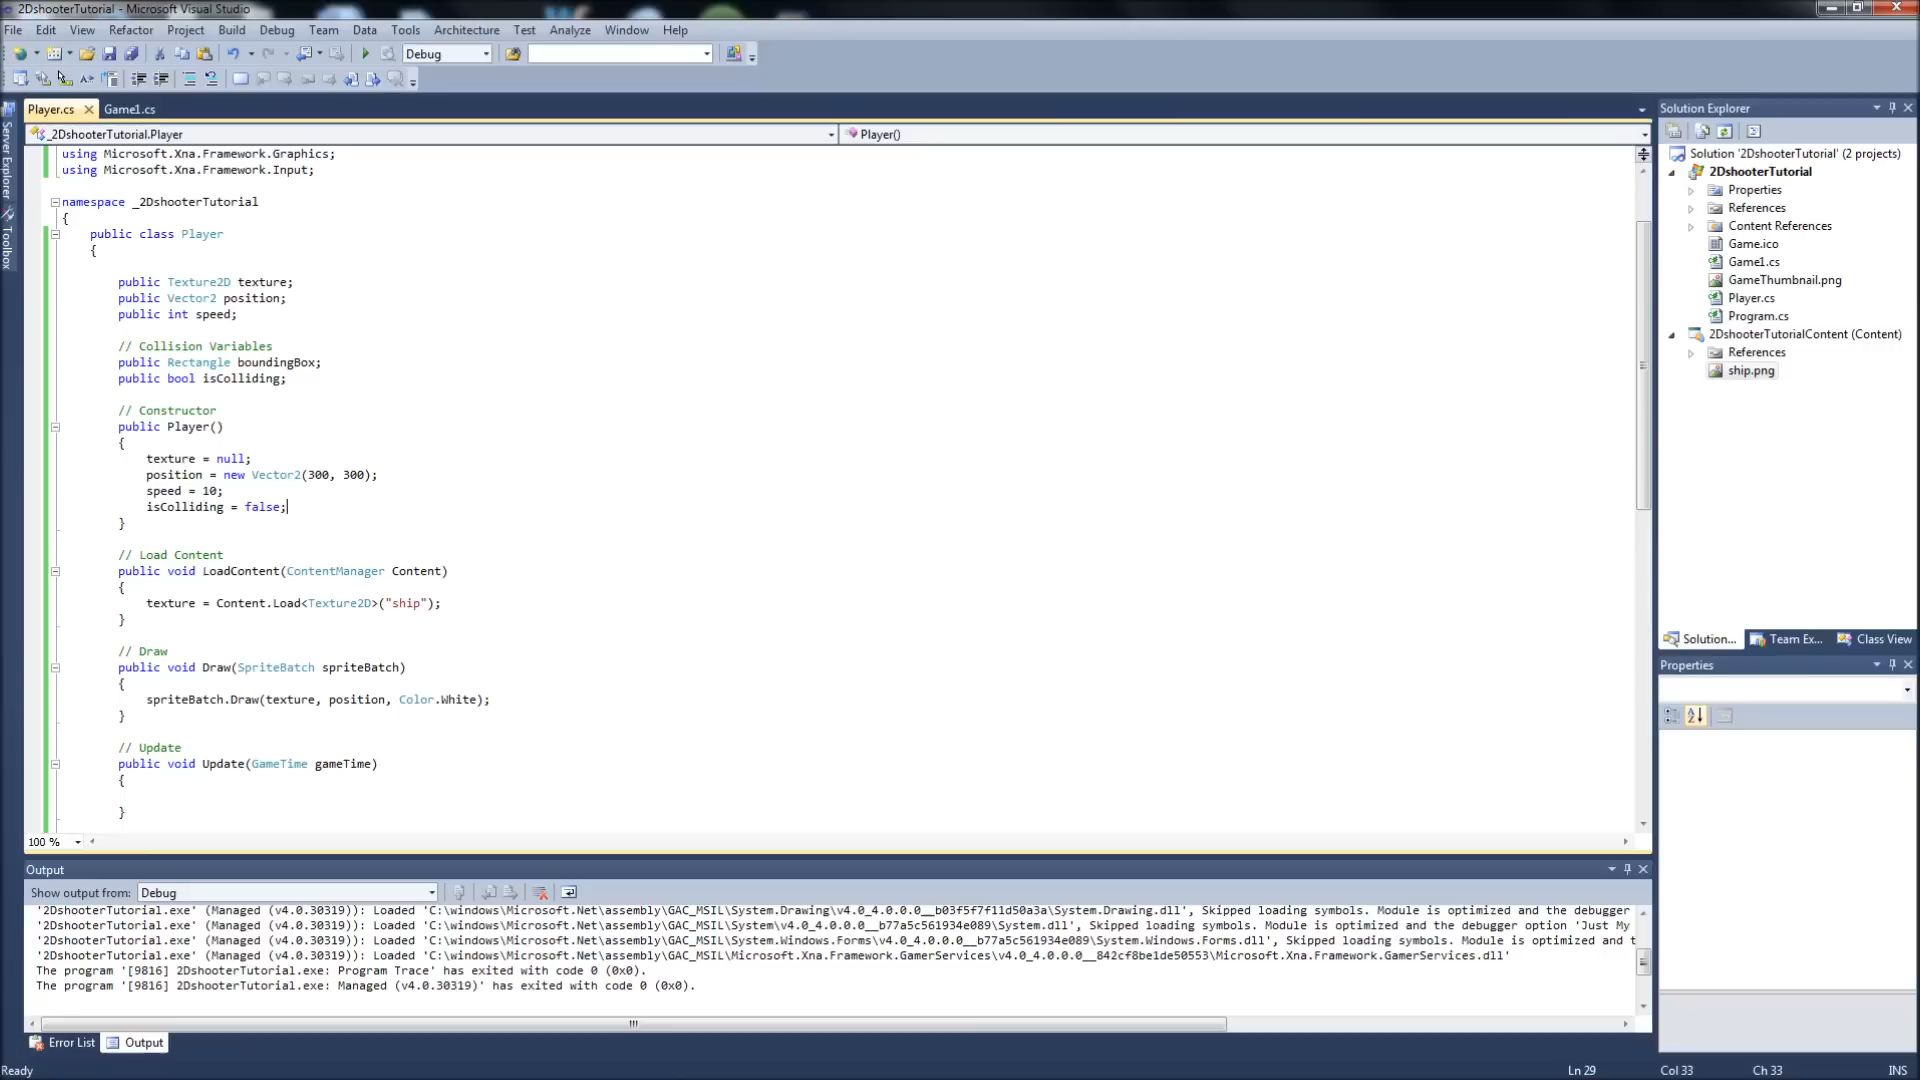 2DshooterTutorial - Microsoft Visual Studio
File Edit View Refactor Project Build Debug Team Data Tools Architecture Test Analyze Window Help
Debug
Player.cs Game1.cs
_2DshooterTutorial.Player Player()
using Microsoft.Xna.Framework.Graphics;
using Microsoft.Xna.Framework.Input;
namespace _2DshooterTutorial
{
public class Player
{
public Texture2D texture;
public Vector2 position;
public int speed;
// Collision Variables
public Rectangle boundingBox;
public bool isColliding;
// Constructor
public Player()
{
texture = null;
position = new Vector2(300, 300);
speed = 10;
isColliding = false;
}
// Load Content
public void LoadContent(ContentManager Content)
{
texture = Content.Load<Texture2D>("ship");
}
// Draw
public void Draw(SpriteBatch spriteBatch)
{
spriteBatch.Draw(texture, position, Color.White);
}
// Update
public void Update(GameTime gameTime)
{
}
100 %
Server Explorer
Toolbox
Solution Explorer
Solution '2DshooterTutorial' (2 projects)
2DshooterTutorial
Properties
References
Content References
Game.ico
Game1.cs
GameThumbnail.png
Player.cs
Program.cs
2DshooterTutorialContent (Content)
References
ship.png
Solution... Team Ex... Class View
Properties
Output
Show output from: Debug
'2DshooterTutorial.exe' (Managed (v4.0.30319)): Loaded 'C:\windows\Microsoft.Net\assembly\GAC_MSIL\System.Drawing\v4.0_4.0.0.0__b03f5f7f11d50a3a\System.Drawing.dll', Skipped loading symbols. Module is optimized and the debugger
'2DshooterTutorial.exe' (Managed (v4.0.30319)): Loaded 'C:\windows\Microsoft.Net\assembly\GAC_MSIL\System\v4.0_4.0.0.0__b77a5c561934e089\System.dll', Skipped loading symbols. Module is optimized and the debugger option 'Just My
'2DshooterTutorial.exe' (Managed (v4.0.30319)): Loaded 'C:\windows\Microsoft.Net\assembly\GAC_MSIL\System.Windows.Forms\v4.0_4.0.0.0__b77a5c561934e089\System.Windows.Forms.dll', Skipped loading symbols. Module is optimized and t
'2DshooterTutorial.exe' (Managed (v4.0.30319)): Loaded 'C:\windows\Microsoft.Net\assembly\GAC_MSIL\Microsoft.Xna.Framework.GamerServices\v4.0_4.0.0.0__842cf8be1de50553\Microsoft.Xna.Framework.GamerServices.dll'
The program '[9816] 2DshooterTutorial.exe: Program Trace' has exited with code 0 (0x0).
The program '[9816] 2DshooterTutorial.exe: Managed (v4.0.30319)' has exited with code 0 (0x0).
Error List Output
Ready Ln 29 Col 33 Ch 33 INS